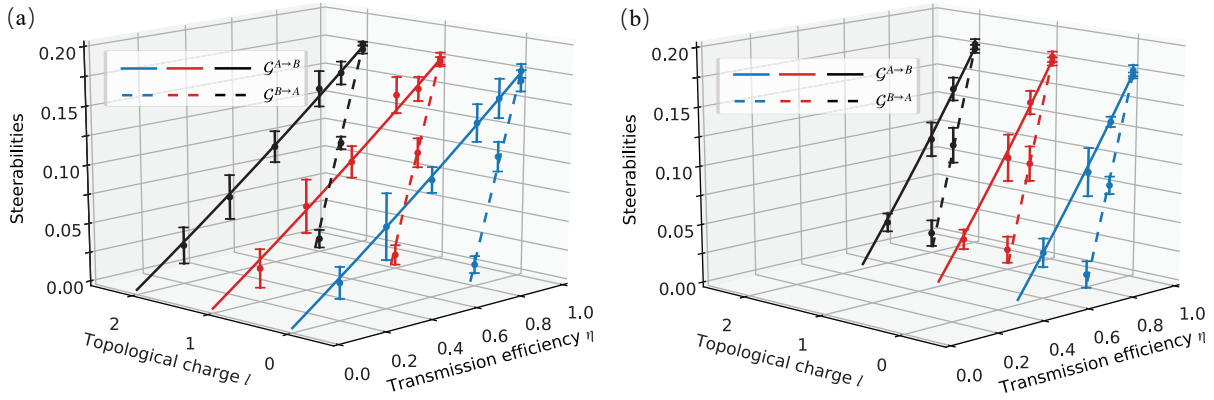 (a)
0.20
0.15
0.10
0.05
0.00
Steerabilities
𝒢^{A→B}
𝒢^{B→A}
2
1
0
Topological charge l
0.0
0.2
0.4
0.6
0.8
1.0
Transmission efficiency η
(b)
0.20
0.15
0.10
0.05
0.00
Steerabilities
𝒢^{A→B}
𝒢^{B→A}
2
1
0
Topological charge l
0.0
0.2
0.4
0.6
0.8
1.0
Transmission efficiency η